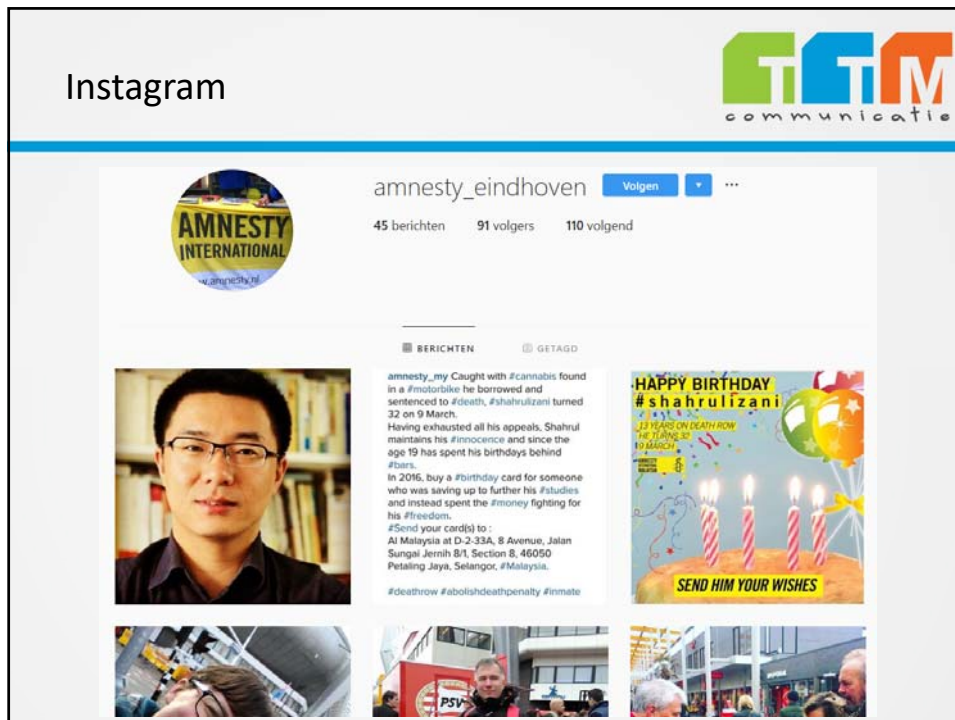 Instagram
TTM
communicatie
amnesty_eindhoven Volgen
45 berichten 91 volgers 110 volgend
AMNESTY
INTERNATIONAL
w.amnesty.nl
BERICHTEN GETAGD
amnesty_my Caught with #cannabis found
in a #motorbike he borrowed and
sentenced to #death, #shahrulizani turned
32 on 9 March.
Having exhausted all his appeals, Shahrul
maintains his #innocence and since the
age 19 has spent his birthdays behind
#bars.
In 2016, buy a #birthday card for someone
who was saving up to further his #studies
and instead spent the #money fighting for
his #freedom.
#Send your card(s) to :
AI Malaysia at D-2-33A, 8 Avenue, Jalan
Sungai Jernih 8/1, Section 8, 46050
Petaling Jaya, Selangor, #Malaysia.
#deathrow #abolishdeathpenalty #inmate
HAPPY BIRTHDAY
#shahrulizani
13 YEARS ON DEATH ROW
HE TURNS 32
9 MARCH
AMNESTY
INTERNATIONAL
MALAYSIA
SEND HIM YOUR WISHES
PSV